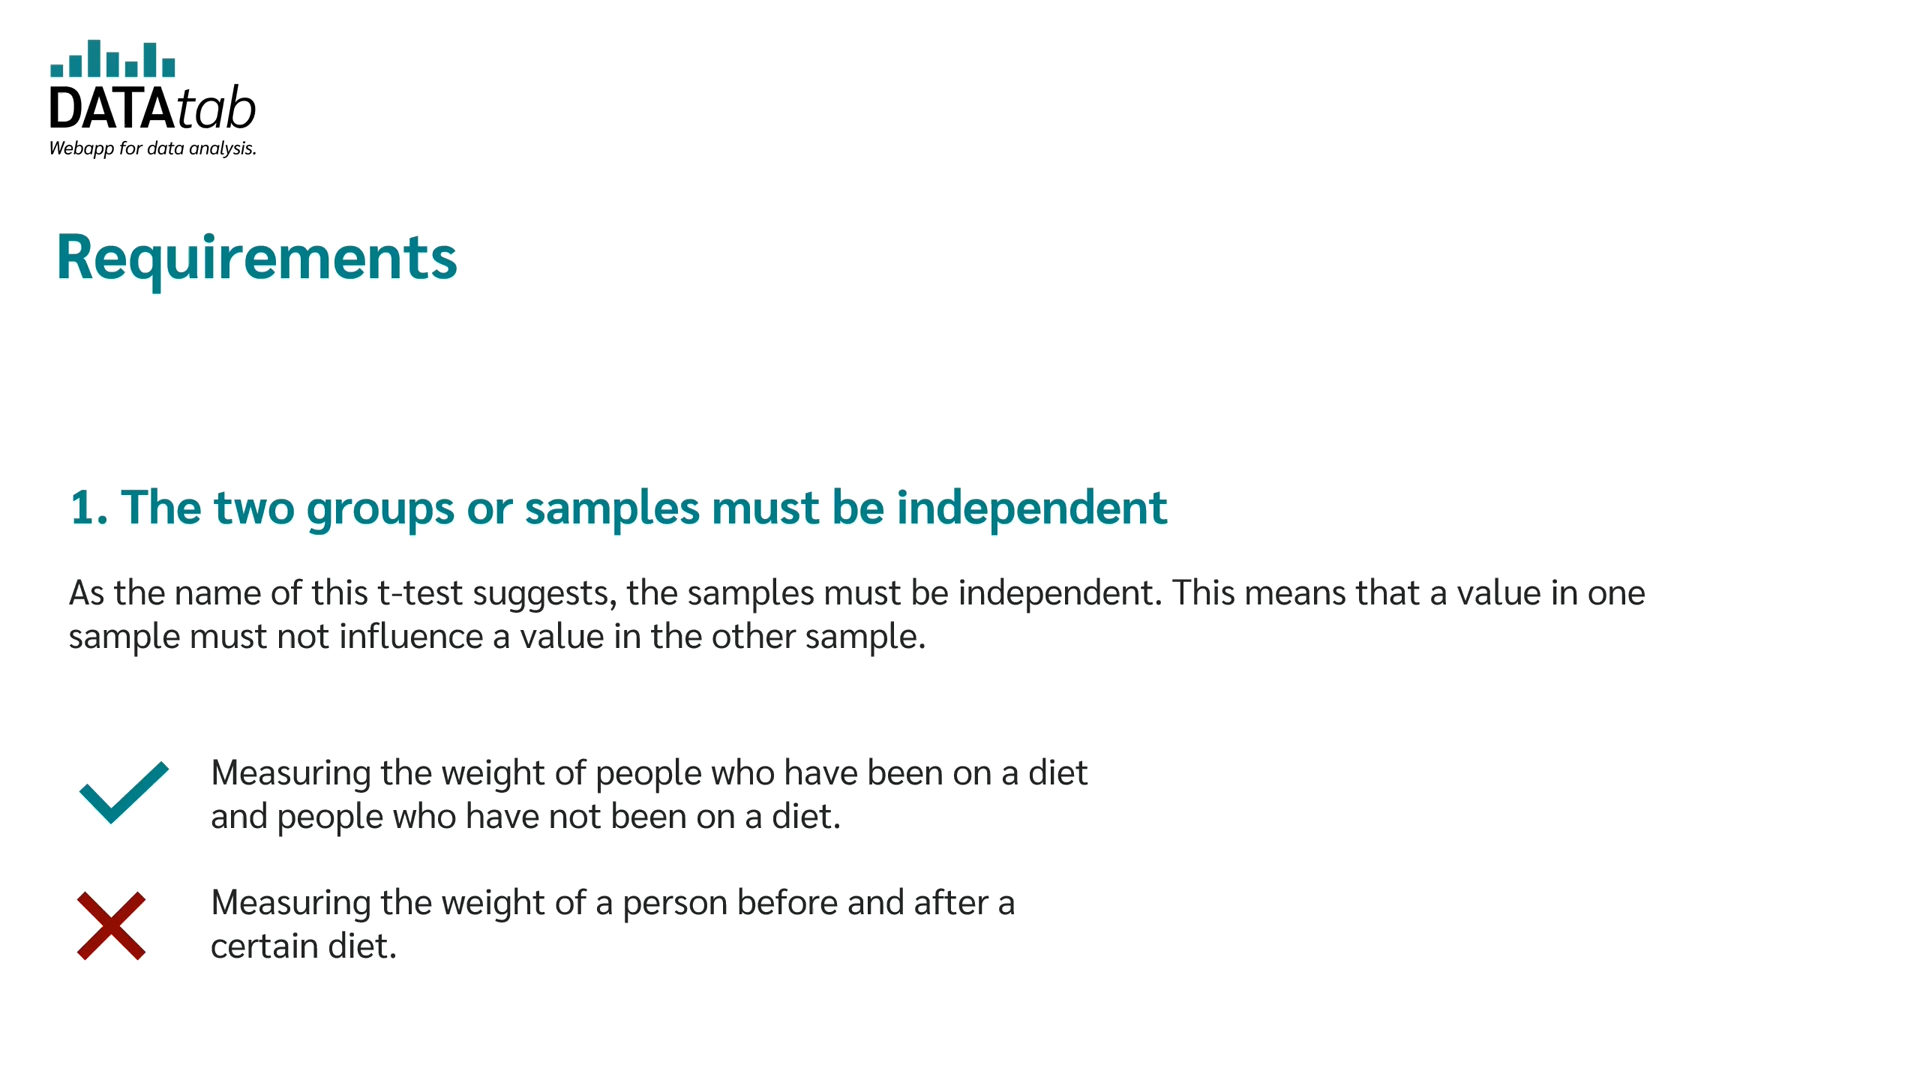 DATAtab
Webapp for data analysis.
Requirements
1. The two groups or samples must be independent
As the name of this t-test suggests, the samples must be independent. This means that a value in one
sample must not influence a value in the other sample.
Measuring the weight of people who have been on a diet
and people who have not been on a diet.
Measuring the weight of a person before and after a
certain diet.